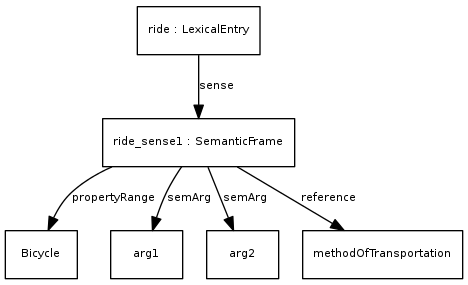 ride : LexicalEntry
sense
ride_sense1 : SemanticFrame
propertyRange
semArg
semArg
reference
Bicycle
arg1
arg2
methodOfTransportation